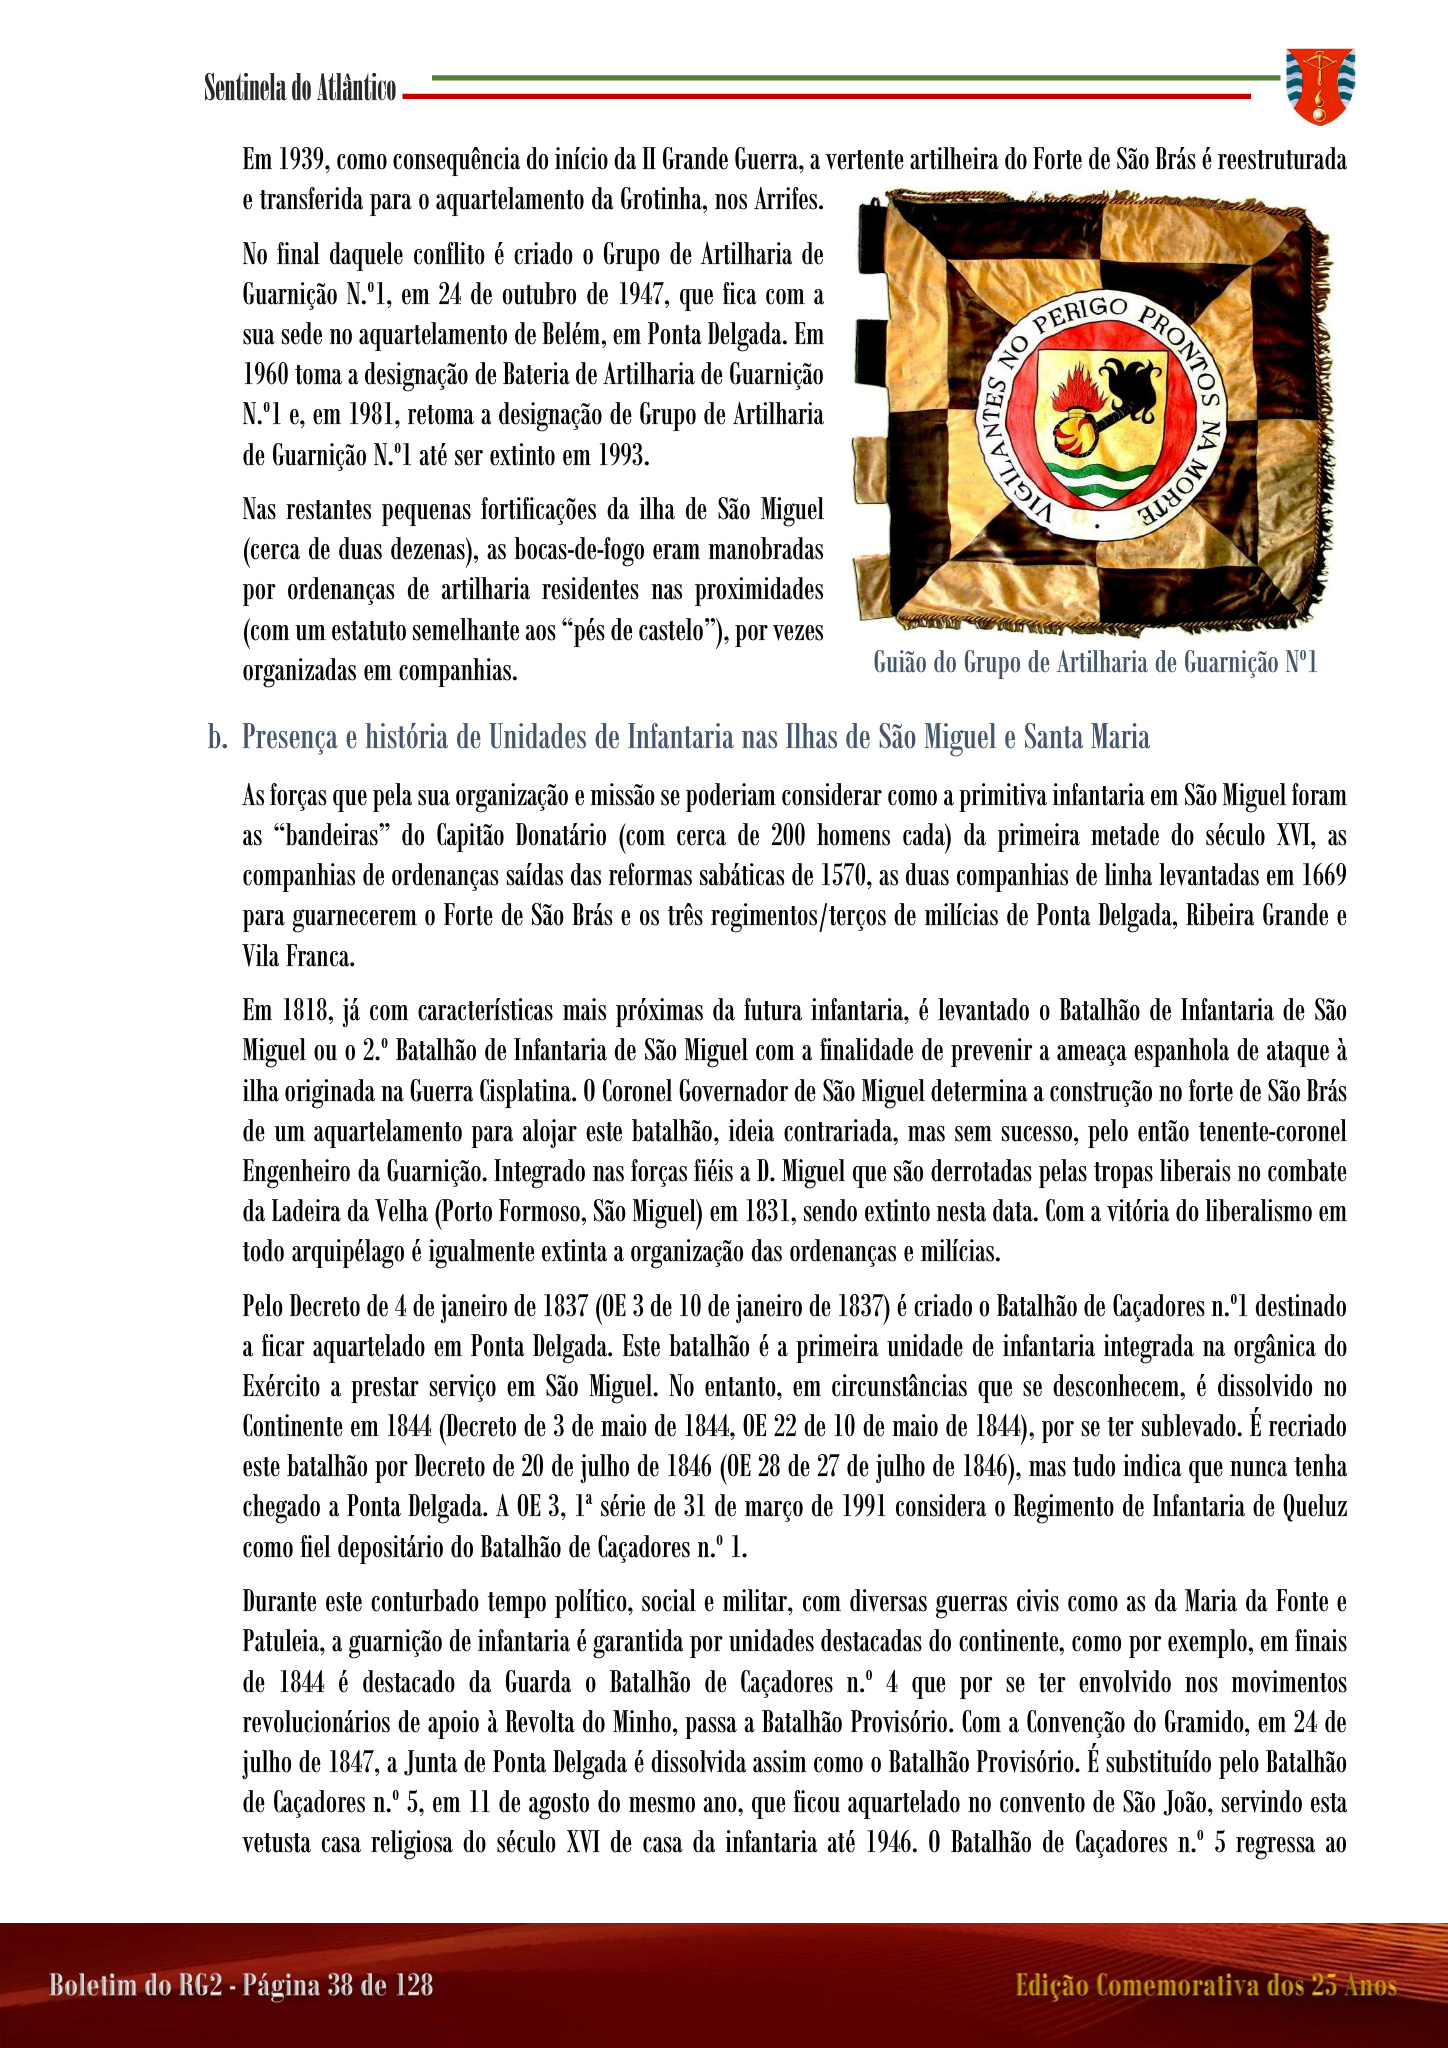 Sentinela do Atlântico
Em 1939, como consequência do início da II Grande Guerra, a vertente artilheira do Forte de São Brás é reestruturada
e transferida para o aquartelamento da Grotinha, nos Arrifes.
No final daquele conflito é criado o Grupo de Artilharia de
Guarnição N.º1, em 24 de outubro de 1947, que fica com a
sua sede no aquartelamento de Belém, em Ponta Delgada. Em
1960 toma a designação de Bateria de Artilharia de Guarnição
N.º1 e, em 1981, retoma a designação de Grupo de Artilharia
de Guarnição N.º1 até ser extinto em 1993.
Nas restantes pequenas fortificações da ilha de São Miguel
(cerca de duas dezenas), as bocas-de-fogo eram manobradas
por ordenanças de artilharia residentes nas proximidades
(com um estatuto semelhante aos “pés de castelo”), por vezes
organizadas em companhias.
VIGILANTES NO PERIGO PRONTOS NA MORTE
Guião do Grupo de Artilharia de Guarnição Nº1
b. Presença e história de Unidades de Infantaria nas Ilhas de São Miguel e Santa Maria
As forças que pela sua organização e missão se poderiam considerar como a primitiva infantaria em São Miguel foram
as “bandeiras” do Capitão Donatário (com cerca de 200 homens cada) da primeira metade do século XVI, as
companhias de ordenanças saídas das reformas sabáticas de 1570, as duas companhias de linha levantadas em 1669
para guarnecerem o Forte de São Brás e os três regimentos/terços de milícias de Ponta Delgada, Ribeira Grande e
Vila Franca.
Em 1818, já com características mais próximas da futura infantaria, é levantado o Batalhão de Infantaria de São
Miguel ou o 2.º Batalhão de Infantaria de São Miguel com a finalidade de prevenir a ameaça espanhola de ataque à
ilha originada na Guerra Cisplatina. O Coronel Governador de São Miguel determina a construção no forte de São Brás
de um aquartelamento para alojar este batalhão, ideia contrariada, mas sem sucesso, pelo então tenente-coronel
Engenheiro da Guarnição. Integrado nas forças fiéis a D. Miguel que são derrotadas pelas tropas liberais no combate
da Ladeira da Velha (Porto Formoso, São Miguel) em 1831, sendo extinto nesta data. Com a vitória do liberalismo em
todo arquipélago é igualmente extinta a organização das ordenanças e milícias.
Pelo Decreto de 4 de janeiro de 1837 (OE 3 de 10 de janeiro de 1837) é criado o Batalhão de Caçadores n.º1 destinado
a ficar aquartelado em Ponta Delgada. Este batalhão é a primeira unidade de infantaria integrada na orgânica do
Exército a prestar serviço em São Miguel. No entanto, em circunstâncias que se desconhecem, é dissolvido no
Continente em 1844 (Decreto de 3 de maio de 1844, OE 22 de 10 de maio de 1844), por se ter sublevado. É recriado
este batalhão por Decreto de 20 de julho de 1846 (OE 28 de 27 de julho de 1846), mas tudo indica que nunca tenha
chegado a Ponta Delgada. A OE 3, 1ª série de 31 de março de 1991 considera o Regimento de Infantaria de Queluz
como fiel depositário do Batalhão de Caçadores n.º 1.
Durante este conturbado tempo político, social e militar, com diversas guerras civis como as da Maria da Fonte e
Patuleia, a guarnição de infantaria é garantida por unidades destacadas do continente, como por exemplo, em finais
de 1844 é destacado da Guarda o Batalhão de Caçadores n.º 4 que por se ter envolvido nos movimentos
revolucionários de apoio à Revolta do Minho, passa a Batalhão Provisório. Com a Convenção do Gramido, em 24 de
julho de 1847, a Junta de Ponta Delgada é dissolvida assim como o Batalhão Provisório. É substituído pelo Batalhão
de Caçadores n.º 5, em 11 de agosto do mesmo ano, que ficou aquartelado no convento de São João, servindo esta
vetusta casa religiosa do século XVI de casa da infantaria até 1946. O Batalhão de Caçadores n.º 5 regressa ao
Boletim do RG2 - Página 38 de 128
Edição Comemorativa dos 25 Anos